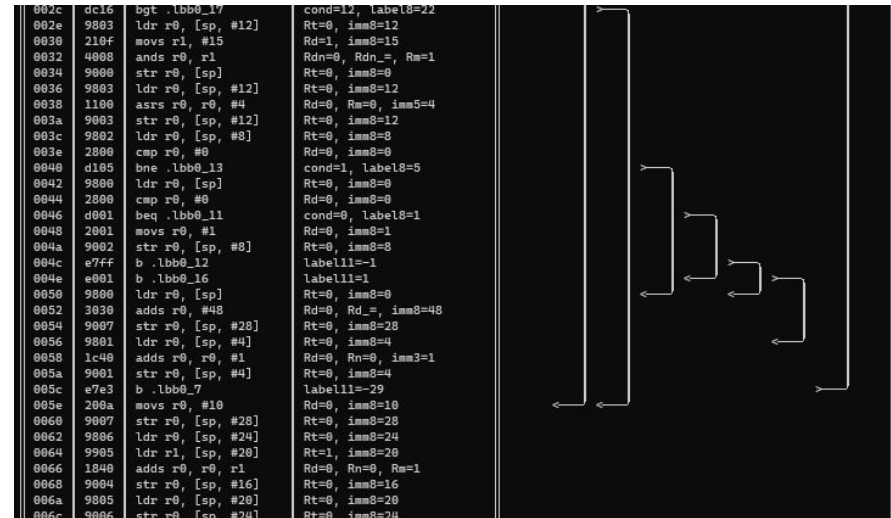 002c dc16 bgt .lbb0_17 cond=12, label8=22
002e 9803 ldr r0, [sp, #12] Rt=0, imm8=12
0030 210f movs r1, #15 Rd=1, imm8=15
0032 4008 ands r0, r1 Rdn=0, Rdn_=, Rm=1
0034 9000 str r0, [sp] Rt=0, imm8=0
0036 9803 ldr r0, [sp, #12] Rt=0, imm8=12
0038 1100 asrs r0, r0, #4 Rd=0, Rm=0, imm5=4
003a 9003 str r0, [sp, #12] Rt=0, imm8=12
003c 9802 ldr r0, [sp, #8] Rt=0, imm8=8
003e 2800 cmp r0, #0 Rd=0, imm8=0
0040 d105 bne .lbb0_13 cond=1, label8=5
0042 9800 ldr r0, [sp] Rt=0, imm8=0
0044 2800 cmp r0, #0 Rd=0, imm8=0
0046 d001 beq .lbb0_11 cond=0, label8=1
0048 2001 movs r0, #1 Rd=0, imm8=1
004a 9002 str r0, [sp, #8] Rt=0, imm8=8
004c e7ff b .lbb0_12 label11=-1
004e e001 b .lbb0_16 label11=1
0050 9800 ldr r0, [sp] Rt=0, imm8=0
0052 3030 adds r0, #48 Rd=0, Rd_=, imm8=48
0054 9007 str r0, [sp, #28] Rt=0, imm8=28
0056 9801 ldr r0, [sp, #4] Rt=0, imm8=4
0058 1c40 adds r0, r0, #1 Rd=0, Rn=0, imm3=1
005a 9001 str r0, [sp, #4] Rt=0, imm8=4
005c e7e3 b .lbb0_7 label11=-29
005e 200a movs r0, #10 Rd=0, imm8=10
0060 9007 str r0, [sp, #28] Rt=0, imm8=28
0062 9806 ldr r0, [sp, #24] Rt=0, imm8=24
0064 9905 ldr r1, [sp, #20] Rt=1, imm8=20
0066 1840 adds r0, r0, r1 Rd=0, Rn=0, Rm=1
0068 9004 str r0, [sp, #16] Rt=0, imm8=16
006a 9805 ldr r0, [sp, #20] Rt=0, imm8=20
006c 9006 str r0, [sp, #24] Rt=0, imm8=24